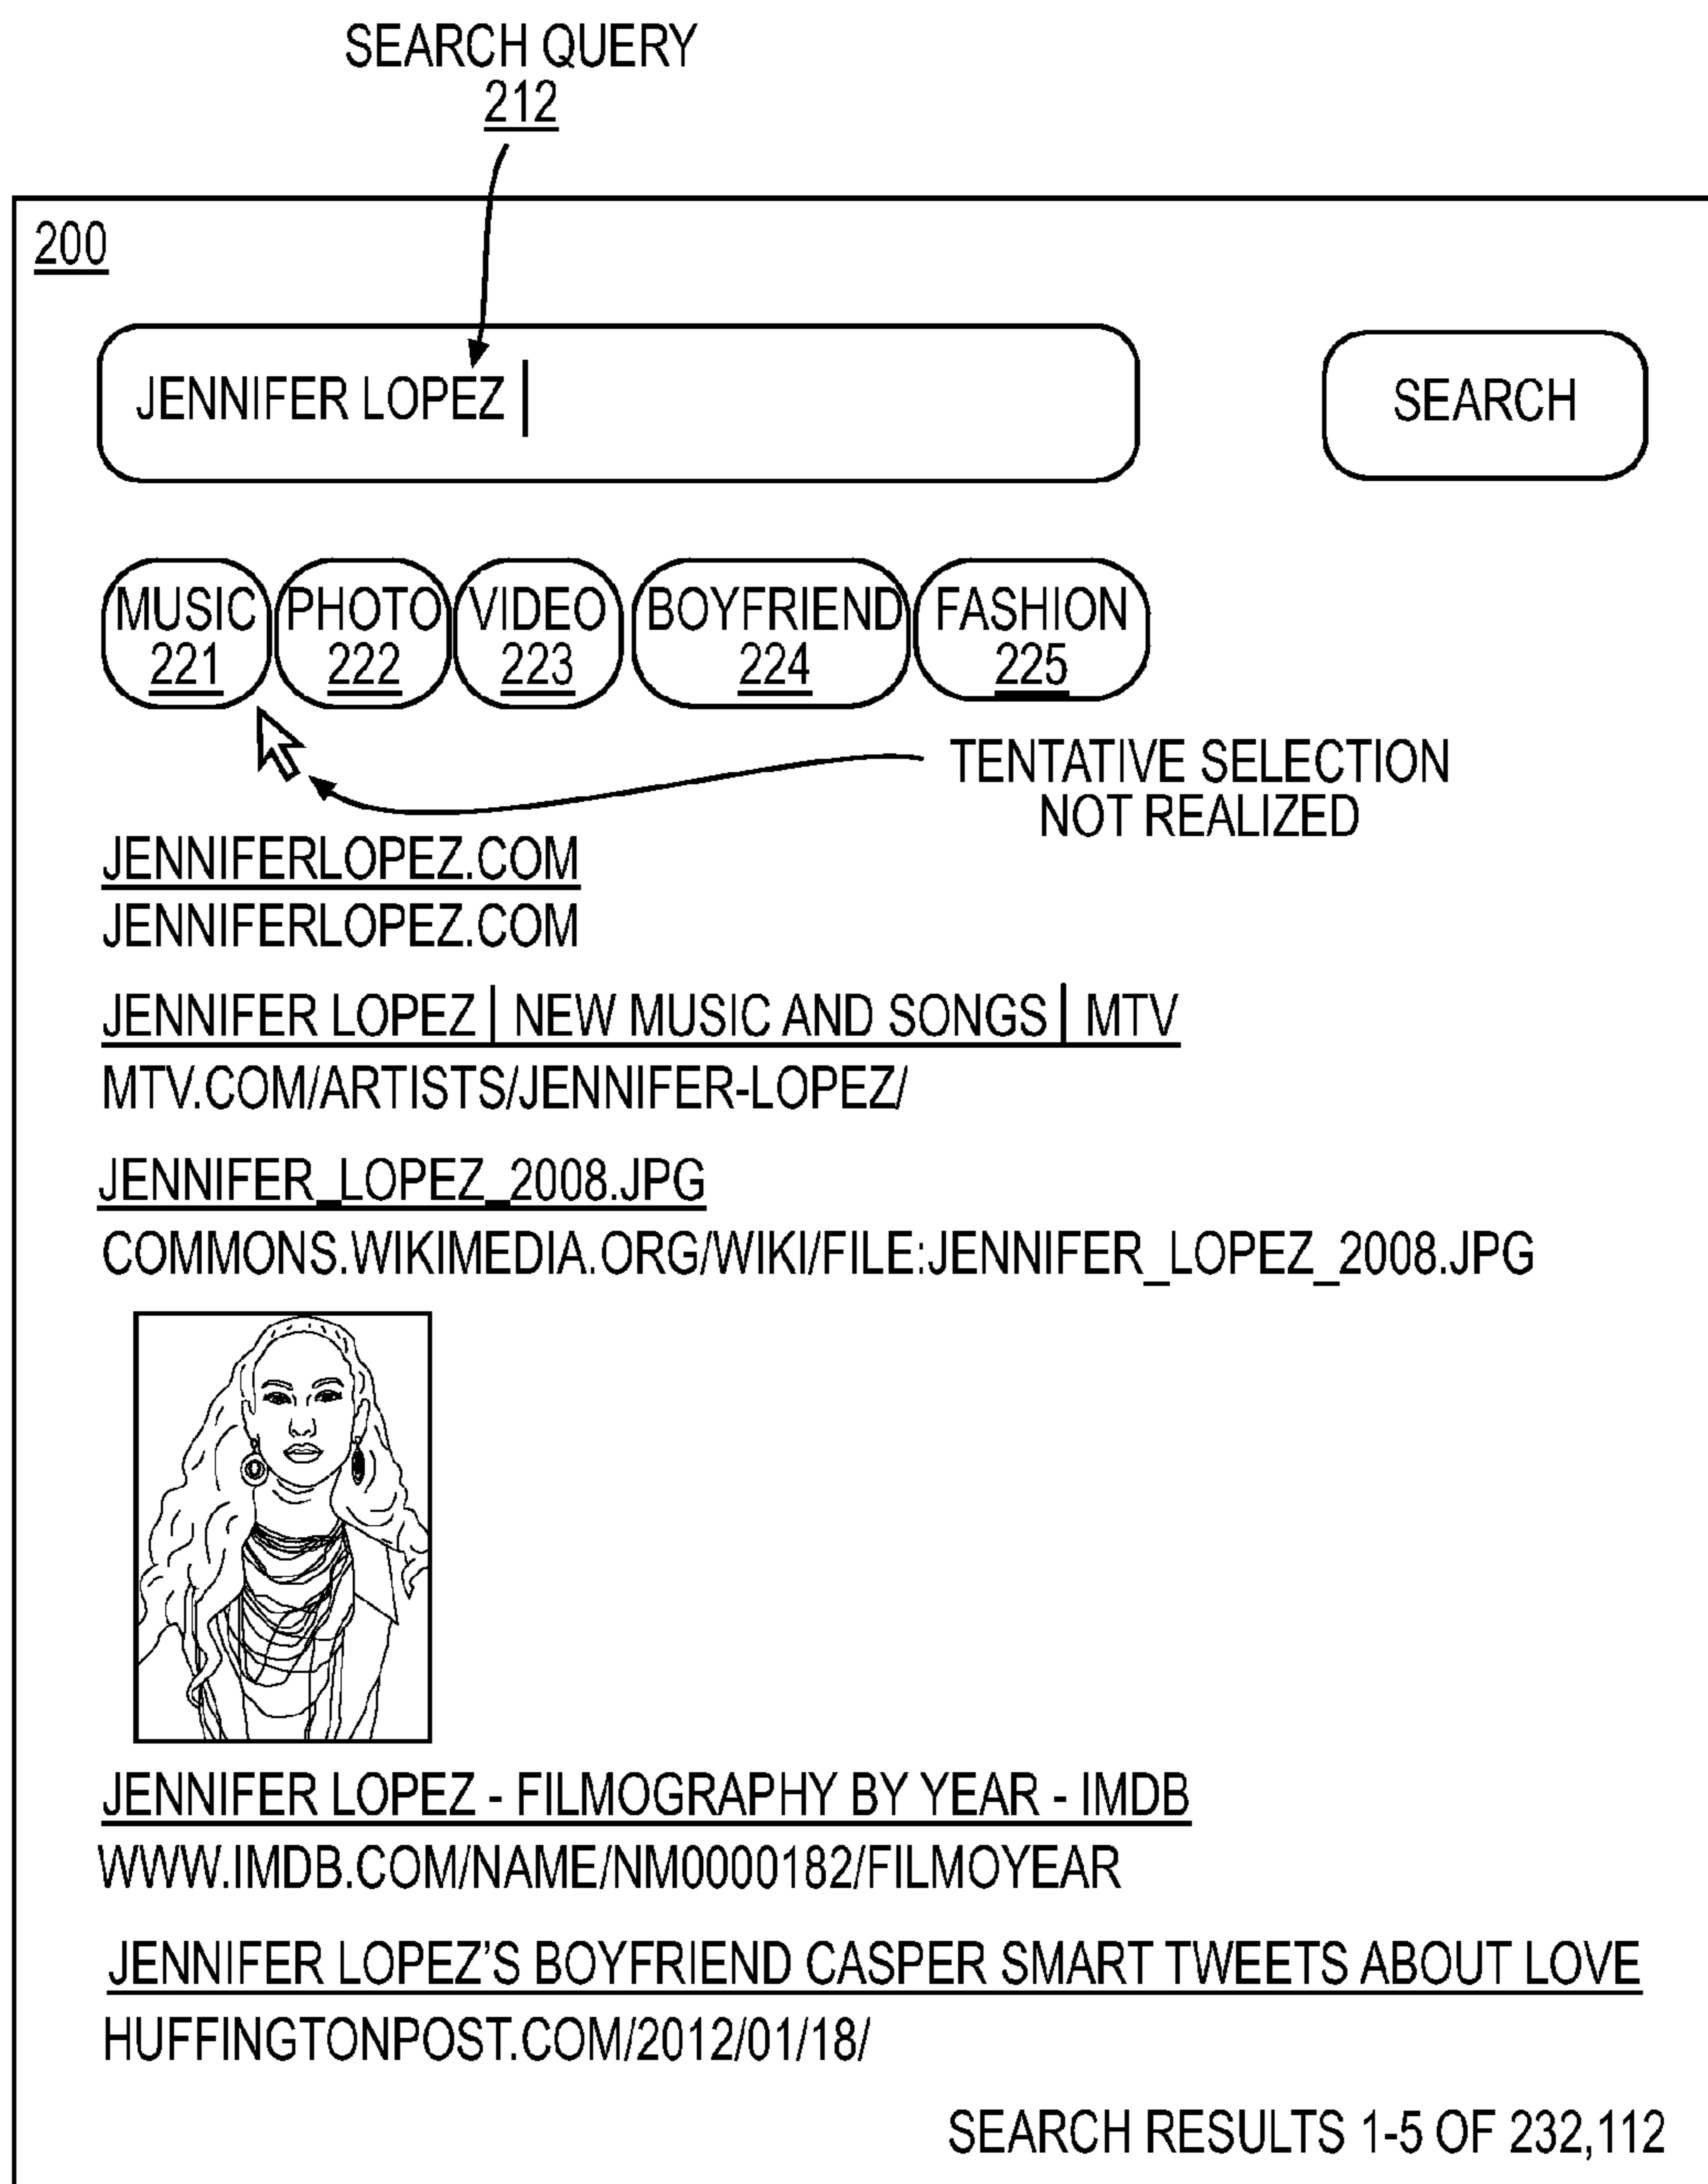 SEARCH QUERY
212
200
JENNIFER LOPEZ
SEARCH
MUSIC PHOTO VIDEO BOYFRIEND FASHION
221 222 223 224 225
TENTATIVE SELECTION
NOT REALIZED
JENNIFERLOPEZ.COM
JENNIFERLOPEZ.COM
JENNIFER LOPEZ | NEW MUSIC AND SONGS | MTV
MTV.COM/ARTISTS/JENNIFER-LOPEZ/
JENNIFER_LOPEZ_2008.JPG
COMMONS.WIKIMEDIA.ORG/WIKI/FILE:JENNIFER_LOPEZ_2008.JPG
JENNIFER LOPEZ - FILMOGRAPHY BY YEAR - IMDB
WWW.IMDB.COM/NAME/NM0000182/FILMOYEAR
JENNIFER LOPEZ'S BOYFRIEND CASPER SMART TWEETS ABOUT LOVE
HUFFINGTONPOST.COM/2012/01/18/
SEARCH RESULTS 1-5 OF 232,112